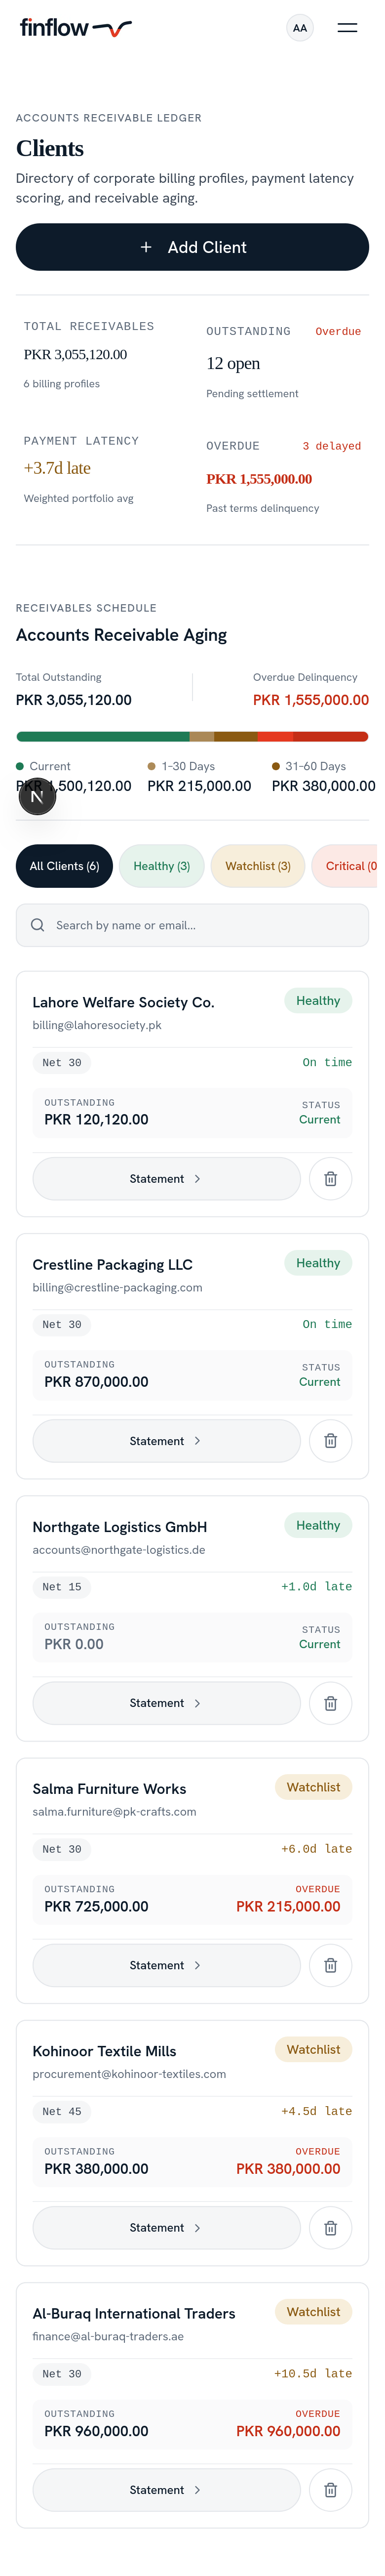 finflow
AA
ACCOUNTS RECEIVABLE LEDGER
Clients
Directory of corporate billing profiles, payment latency
scoring, and receivable aging.
+ Add Client
TOTAL RECEIVABLES
PKR 3,055,120.00
6 billing profiles
OUTSTANDING Overdue
12 open
Pending settlement
PAYMENT LATENCY
+3.7d late
Weighted portfolio avg
OVERDUE 3 delayed
PKR 1,555,000.00
Past terms delinquency
RECEIVABLES SCHEDULE
Accounts Receivable Aging
Total Outstanding
PKR 3,055,120.00
Overdue Delinquency
PKR 1,555,000.00
Current
PKR 1,500,120.00
1–30 Days
PKR 215,000.00
31–60 Days
PKR 380,000.00
N
All Clients (6) Healthy (3) Watchlist (3) Critical (0
Search by name or email...
Lahore Welfare Society Co. Healthy
billing@lahoresociety.pk
Net 30 On time
OUTSTANDING STATUS
PKR 120,120.00 Current
Statement
Crestline Packaging LLC Healthy
billing@crestline-packaging.com
Net 30 On time
OUTSTANDING STATUS
PKR 870,000.00 Current
Statement
Northgate Logistics GmbH Healthy
accounts@northgate-logistics.de
Net 15 +1.0d late
OUTSTANDING STATUS
PKR 0.00 Current
Statement
Salma Furniture Works Watchlist
salma.furniture@pk-crafts.com
Net 30 +6.0d late
OUTSTANDING OVERDUE
PKR 725,000.00 PKR 215,000.00
Statement
Kohinoor Textile Mills Watchlist
procurement@kohinoor-textiles.com
Net 45 +4.5d late
OUTSTANDING OVERDUE
PKR 380,000.00 PKR 380,000.00
Statement
Al-Buraq International Traders Watchlist
finance@al-buraq-traders.ae
Net 30 +10.5d late
OUTSTANDING OVERDUE
PKR 960,000.00 PKR 960,000.00
Statement